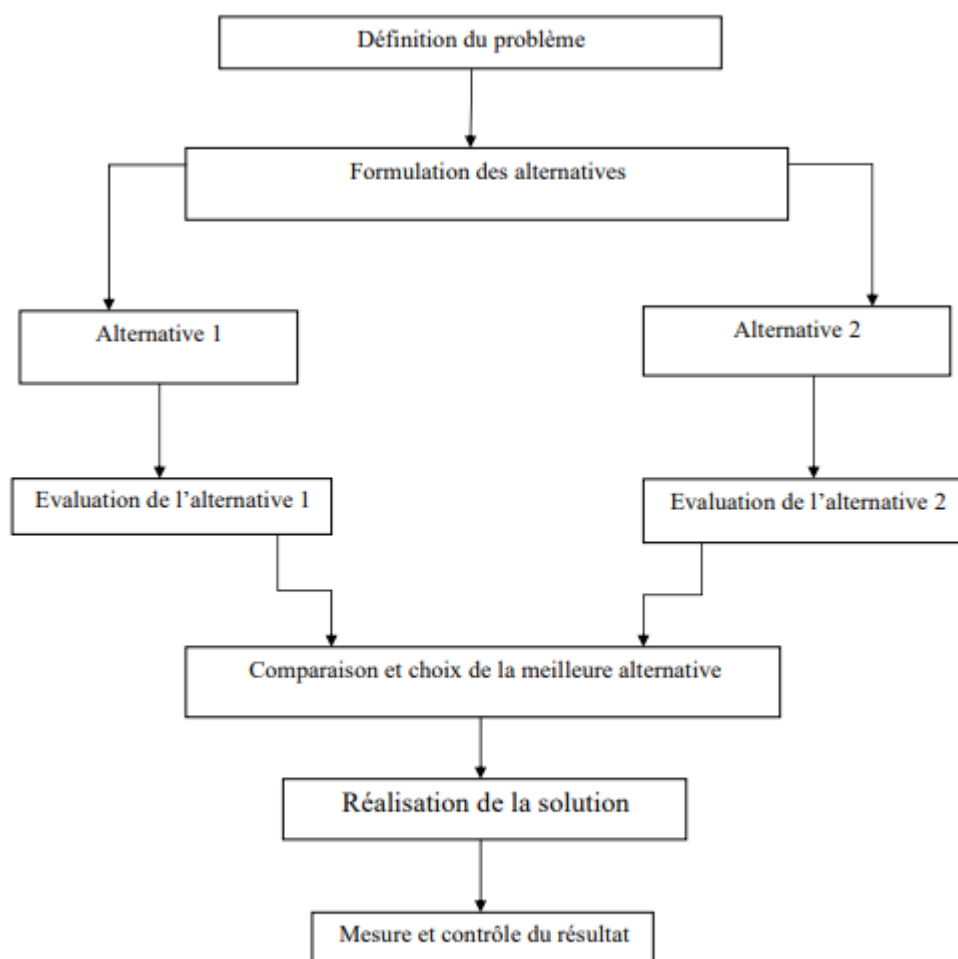 Définition du problème
Formulation des alternatives
Alternative 1
Alternative 2
Evaluation de l’alternative 1
Evaluation de l’alternative 2
Comparaison et choix de la meilleure alternative
Réalisation de la solution
Mesure et contrôle du résultat